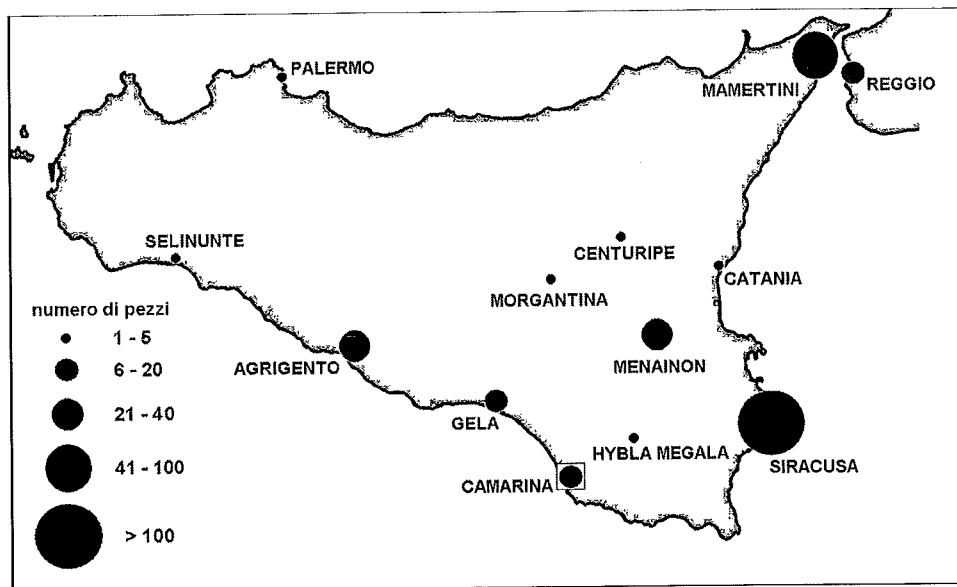 PALERMO
MAMERTINI
REGGIO
SELINUNTE
CENTURIPE
CATANIA
MORGANTINA
numero di pezzi
1 - 5
6 - 20
21 - 40
41 - 100
> 100
AGRIGENTO
MENAINON
GELA
HYBLA MEGALA
SIRACUSA
CAMARINA